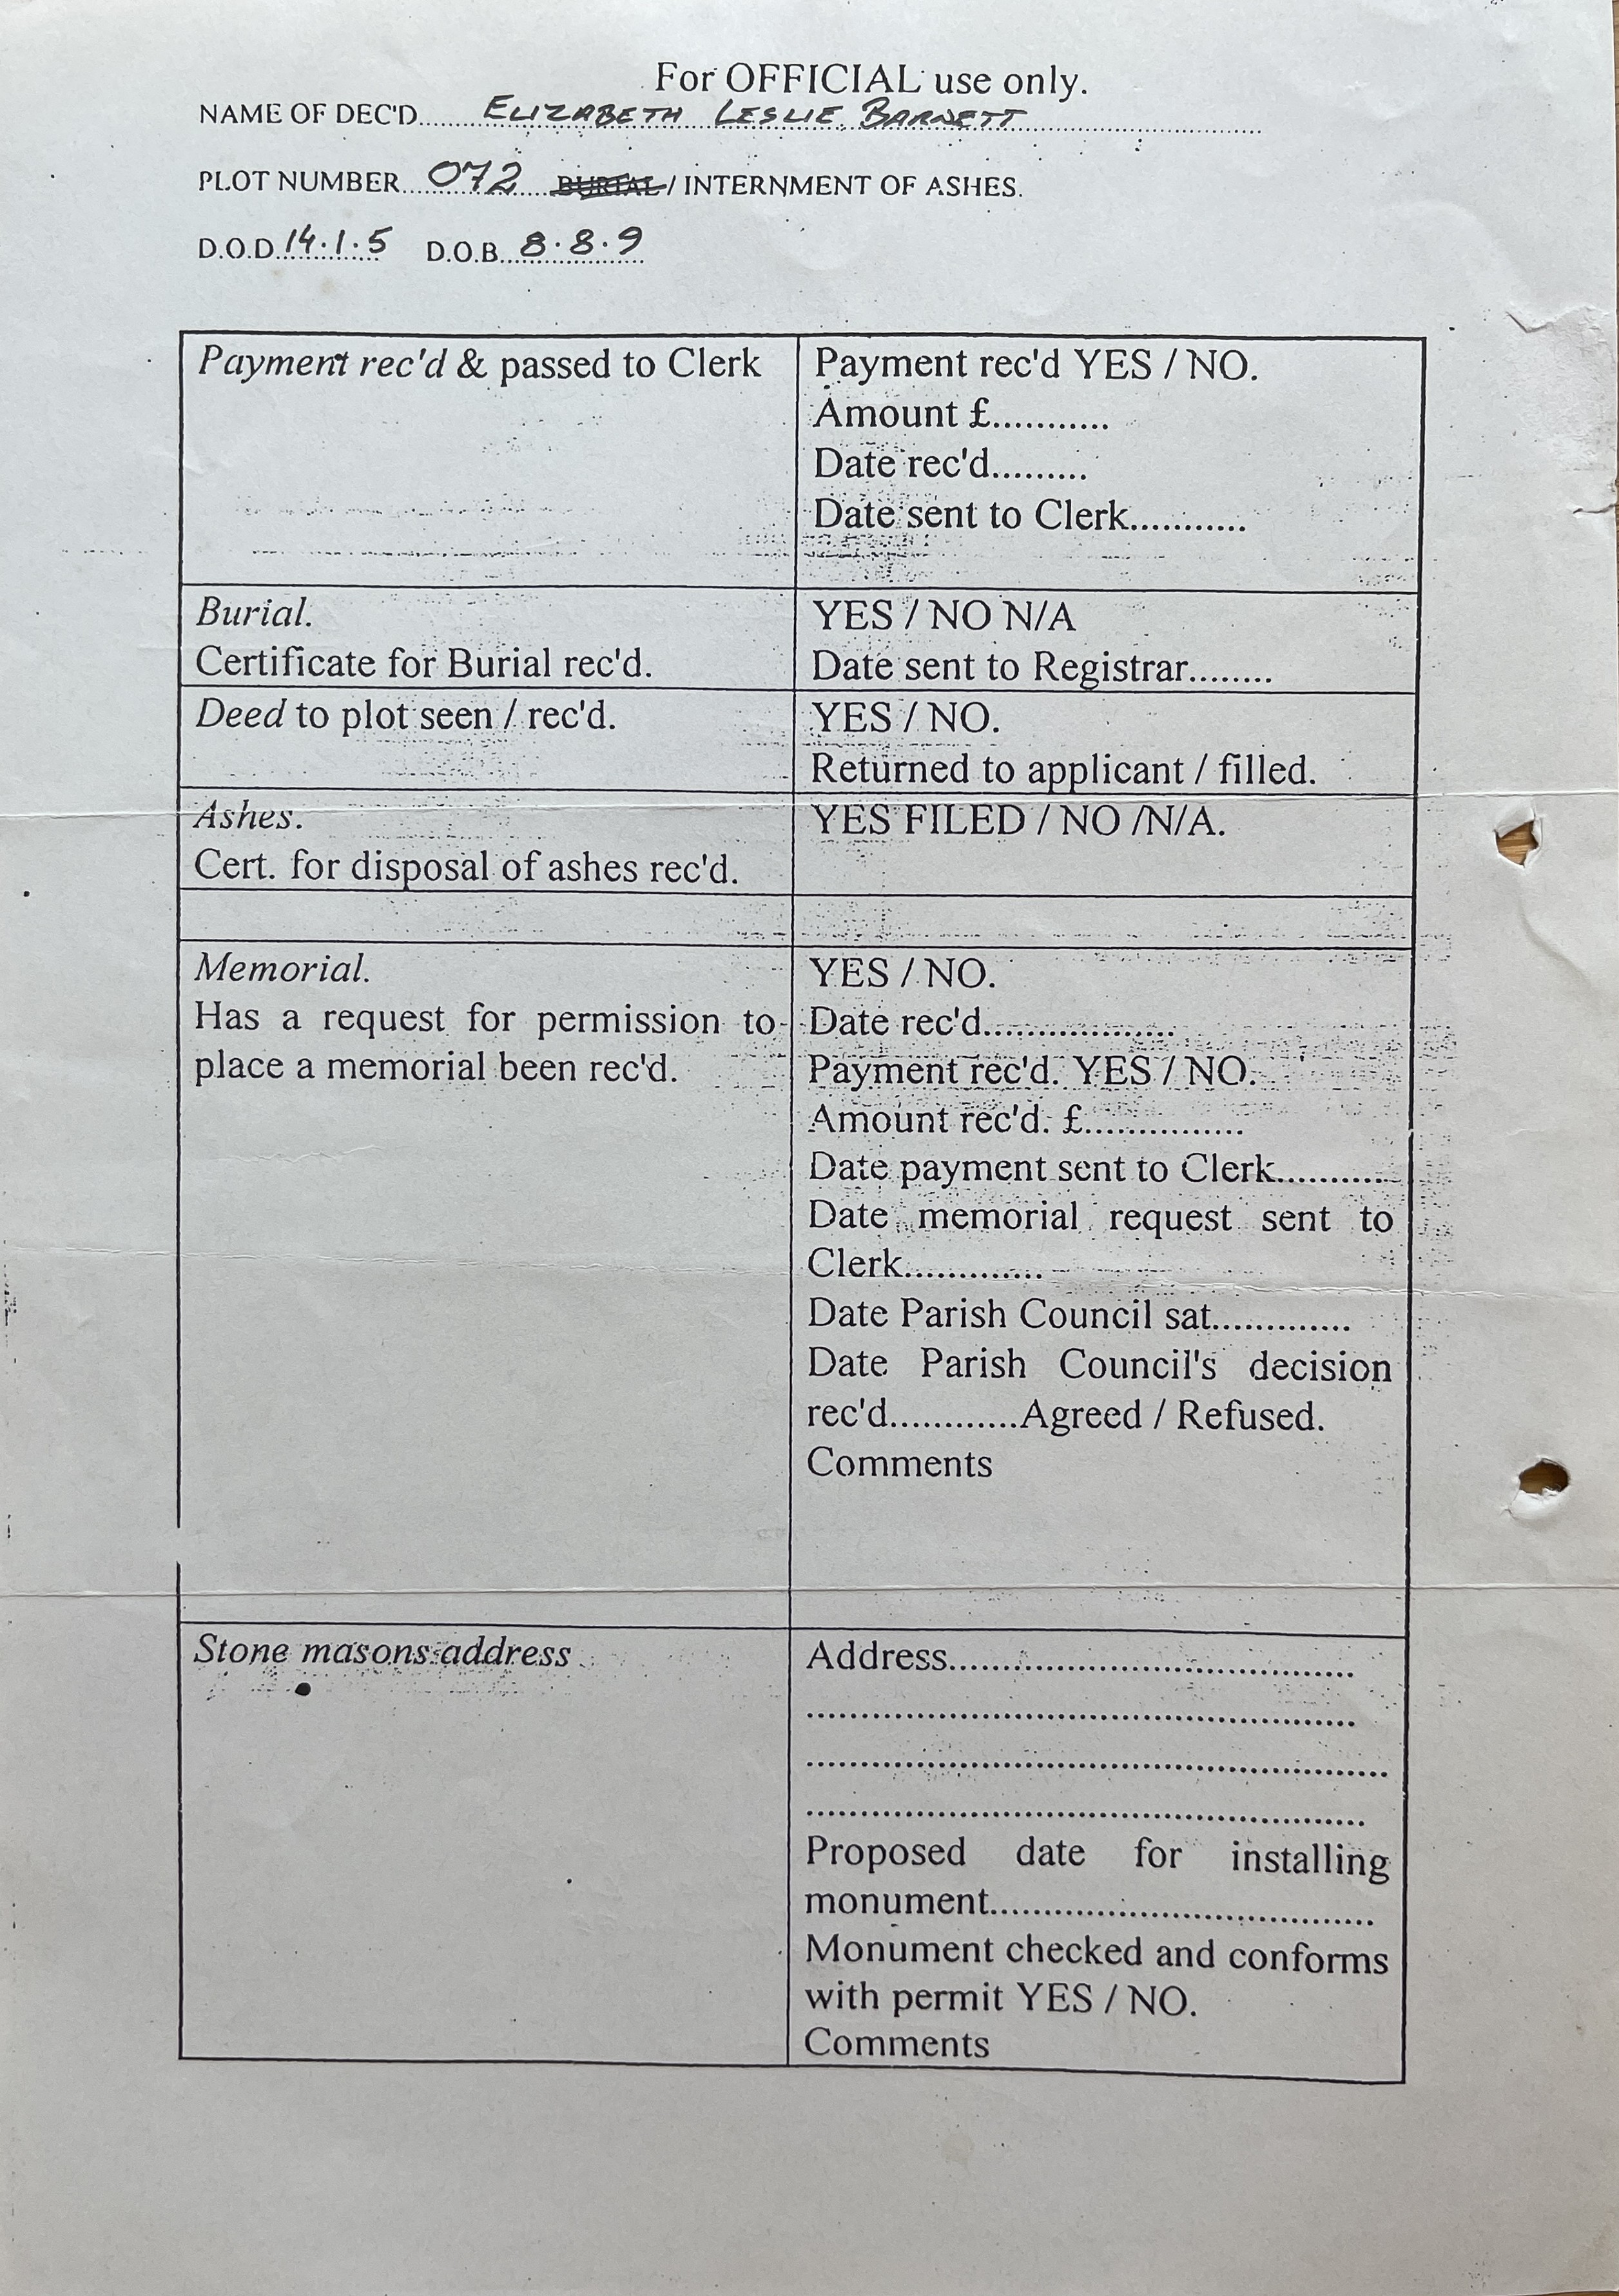 For OFFICIAL use only.
NAME OF DEC'D...... ELIZABETH LESLIE BARNETT
PLOT NUMBER... 072 BURIAL / INTERNMENT OF ASHES.
D.O.D. 14.1.5 D.O.B. 8.8.9
Payment rec'd & passed to Clerk
Payment rec'd YES / NO.
Amount £...........
Date rec'd.........
Date sent to Clerk...........
Burial.
Certificate for Burial rec'd.
YES / NO N/A
Date sent to Registrar........
Deed to plot seen / rec'd.
YES / NO.
Returned to applicant / filled.
Ashes.
Cert. for disposal of ashes rec'd.
YES FILED / NO /N/A.
Memorial.
Has a request for permission to
place a memorial been rec'd.
YES / NO.
Date rec'd..................
Payment rec'd. YES / NO.
Amount rec'd. £...............
Date payment sent to Clerk..........
Date memorial request sent to
Clerk.............
Date Parish Council sat.............
Date Parish Council's decision
rec'd............Agreed / Refused.
Comments
Stone masons address
Address.......................................
.....................................................
........................................................
......................................................
Proposed date for installing
monument.....................................
Monument checked and conforms
with permit YES / NO.
Comments